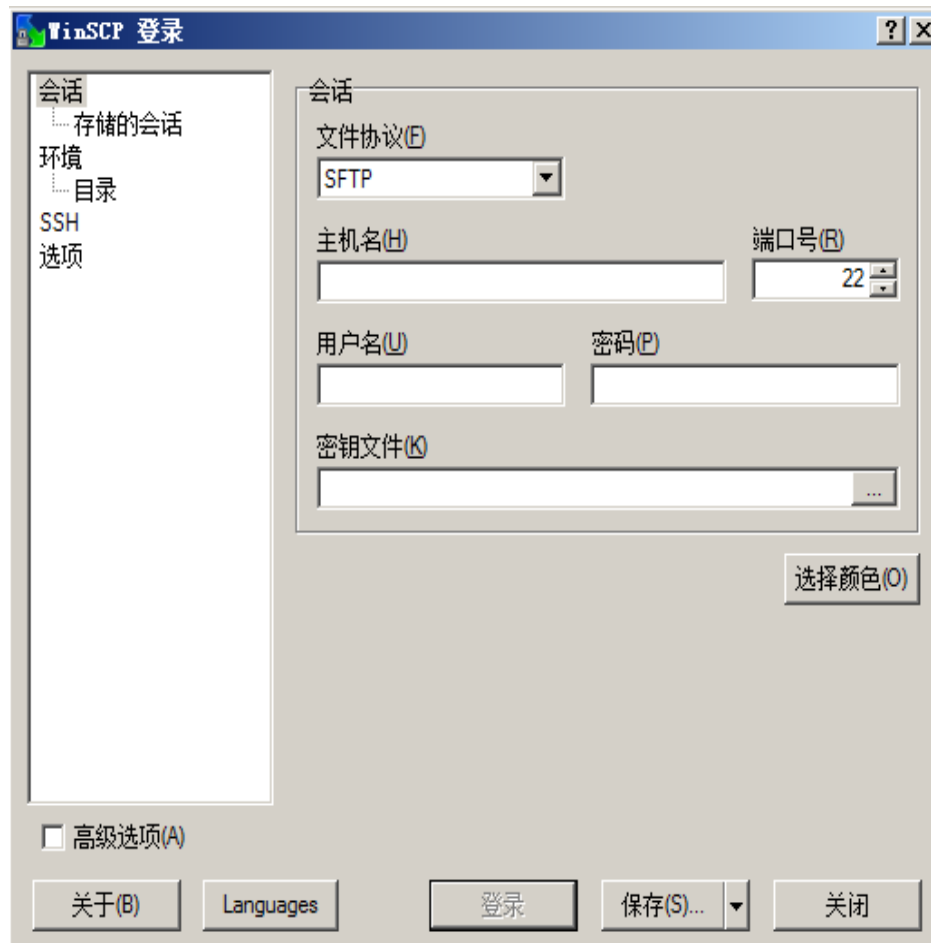 WinSCP 登录
会话
存储的会话
环境
目录
SSH
选项
会话
文件协议(F)
SFTP
主机名(H) 端口号(R)
22
用户名(U) 密码(P)
密钥文件(K)
...
选择颜色(O)
高级选项(A)
关于(B) Languages 登录 保存(S)... 关闭